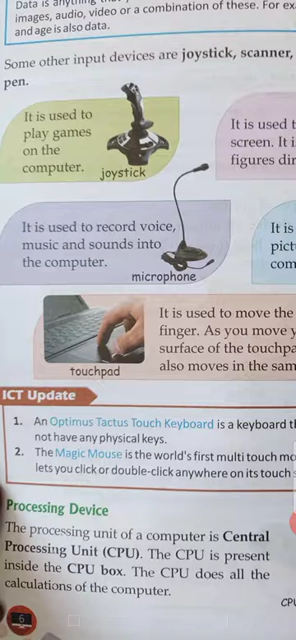 Data is anything
images, audio, video or a combination of these. For ex
and age is also data.
Some other input devices are joystick, scanner,
pen.
It is used to
play games
on the
computer.
joystick
It is used t
screen. It i
figures dir
It is used to record voice,
music and sounds into
the computer.
microphone
It is
pict
com
It is used to move the
finger. As you move y
surface of the touchpa
also moves in the sam
touchpad
ICT Update
1. An Optimus Tactus Touch Keyboard is a keyboard t
not have any physical keys.
2. The Magic Mouse is the world's first multi touch mo
lets you click or double-click anywhere on its touch s
Processing Device
The processing unit of a computer is Central
Processing Unit (CPU). The CPU is present
inside the CPU box. The CPU does all the
calculations of the computer.
CPU
6